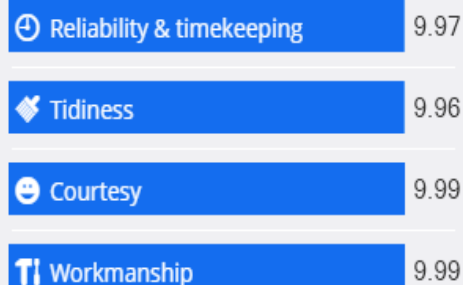 Reliability & timekeeping 9.97
Tidiness 9.96
Courtesy 9.99
Workmanship 9.99